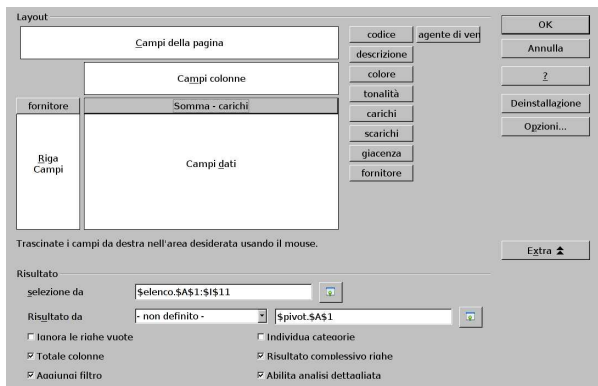 Layout
Campi della pagina
Campi colonne
fornitore
Somma - carichi
Riga
Campi
Campi dati
codice
agente di ven
descrizione
colore
tonalità
carichi
scarichi
giacenza
fornitore
OK
Annulla
?
Deinstallazione
Opzioni...
Trascinate i campi da destra nell'area desiderata usando il mouse.
Extra
Risultato
selezione da
$elenco.$A$1:$I$11
Risultato da
- non definito -
$pivot.$A$1
Ignora le righe vuote
Individua categorie
Totale colonne
Risultato complessivo righe
Aggiungi filtro
Abilita analisi dettagliata